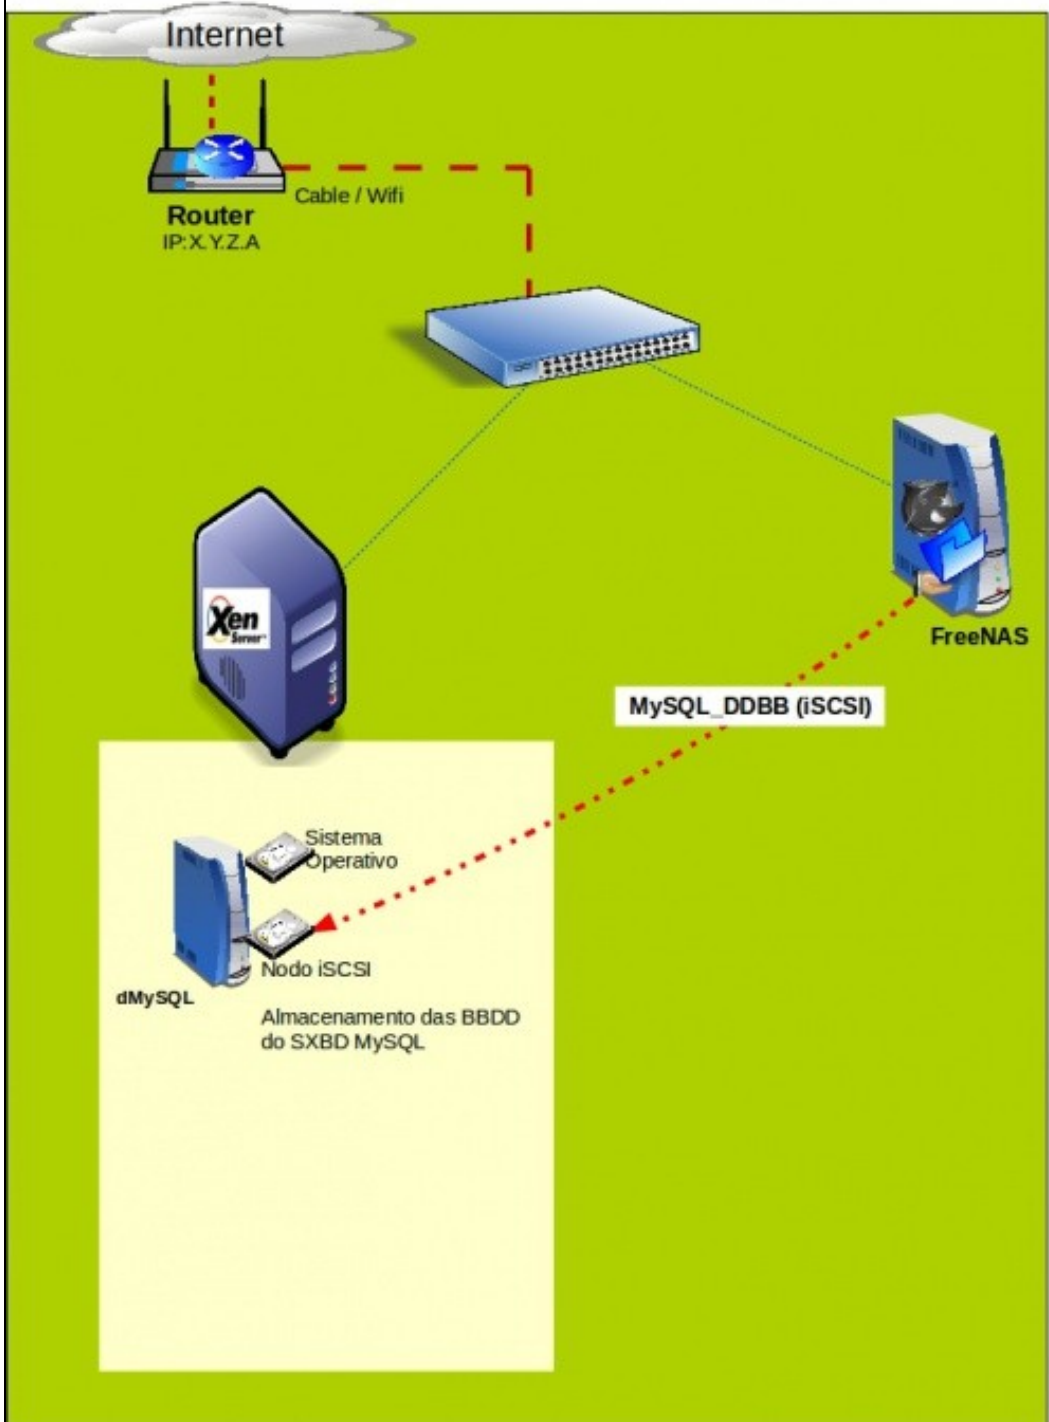 Internet
Cable / Wifi
Router
IP:X.Y.Z.A
Xen
Server™
FreeNAS
MySQL_DDBB (iSCSI)
Sistema
Operativo
Nodo iSCSI
dMySQL
Almacenamento das BBDD
do SXBD MySQL